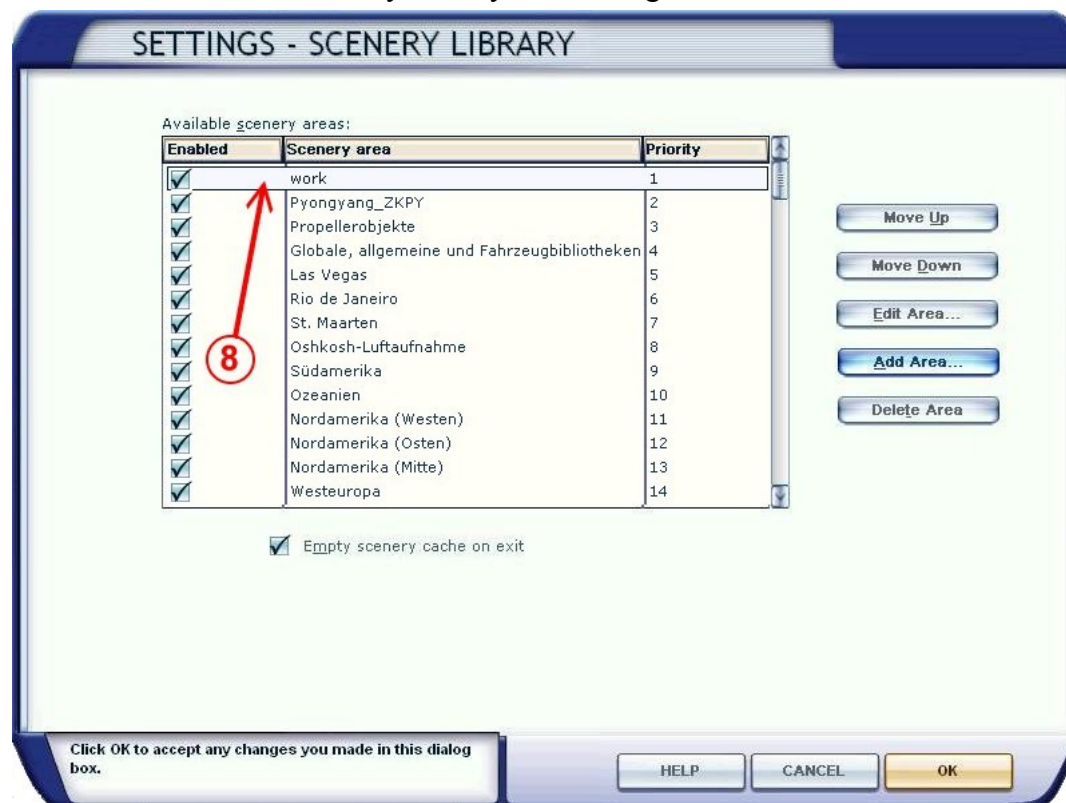 SETTINGS - SCENERY LIBRARY
Available scenery areas:
Enabled Scenery area Priority
work 1
Pyongyang_ZKPY 2
Propellerobjekte 3
Globale, allgemeine und Fahrzeugbibliotheken 4
Las Vegas 5
Rio de Janeiro 6
St. Maarten 7
Oshkosh-Luftaufnahme 8
Südamerika 9
Ozeanien 10
Nordamerika (Westen) 11
Nordamerika (Osten) 12
Nordamerika (Mitte) 13
Westeuropa 14
8
Move Up
Move Down
Edit Area...
Add Area...
Delete Area
Empty scenery cache on exit
Click OK to accept any changes you made in this dialog
box.
HELP CANCEL OK